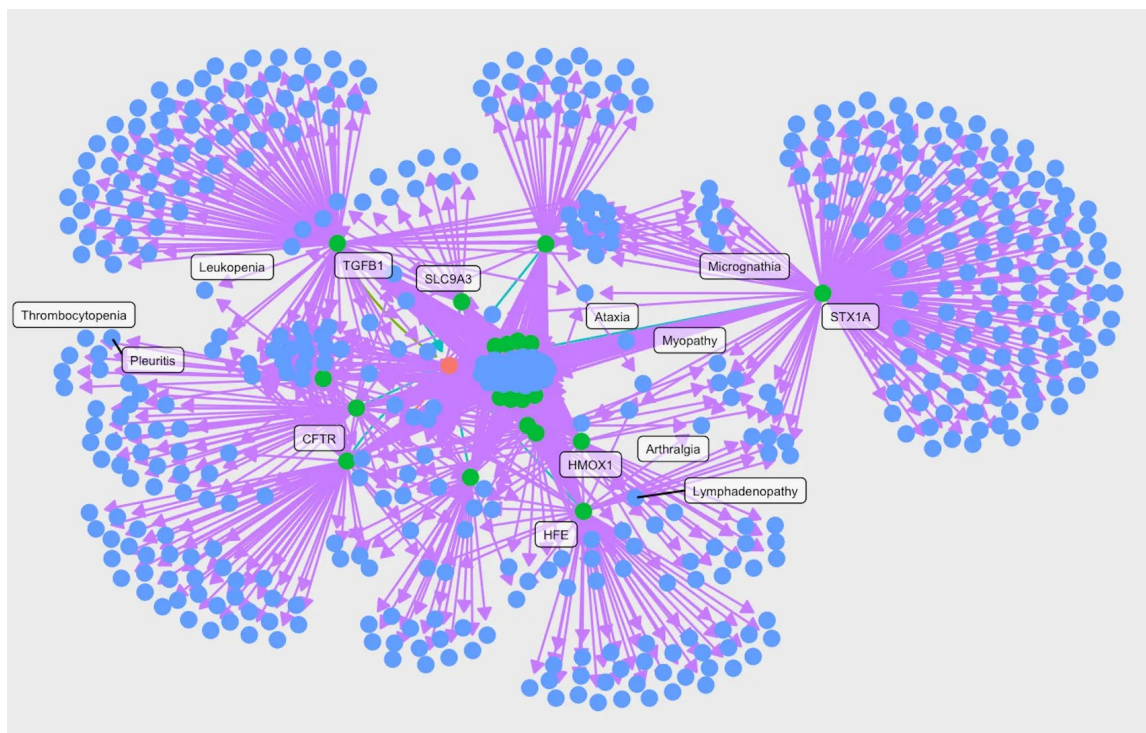 Leukopenia
TGFB1
SLC9A3
Micrognathia
Thrombocytopenia
Ataxia
STX1A
Myopathy
Pleuritis
CFTR
HMOX1
Arthralgia
Lymphadenopathy
HFE